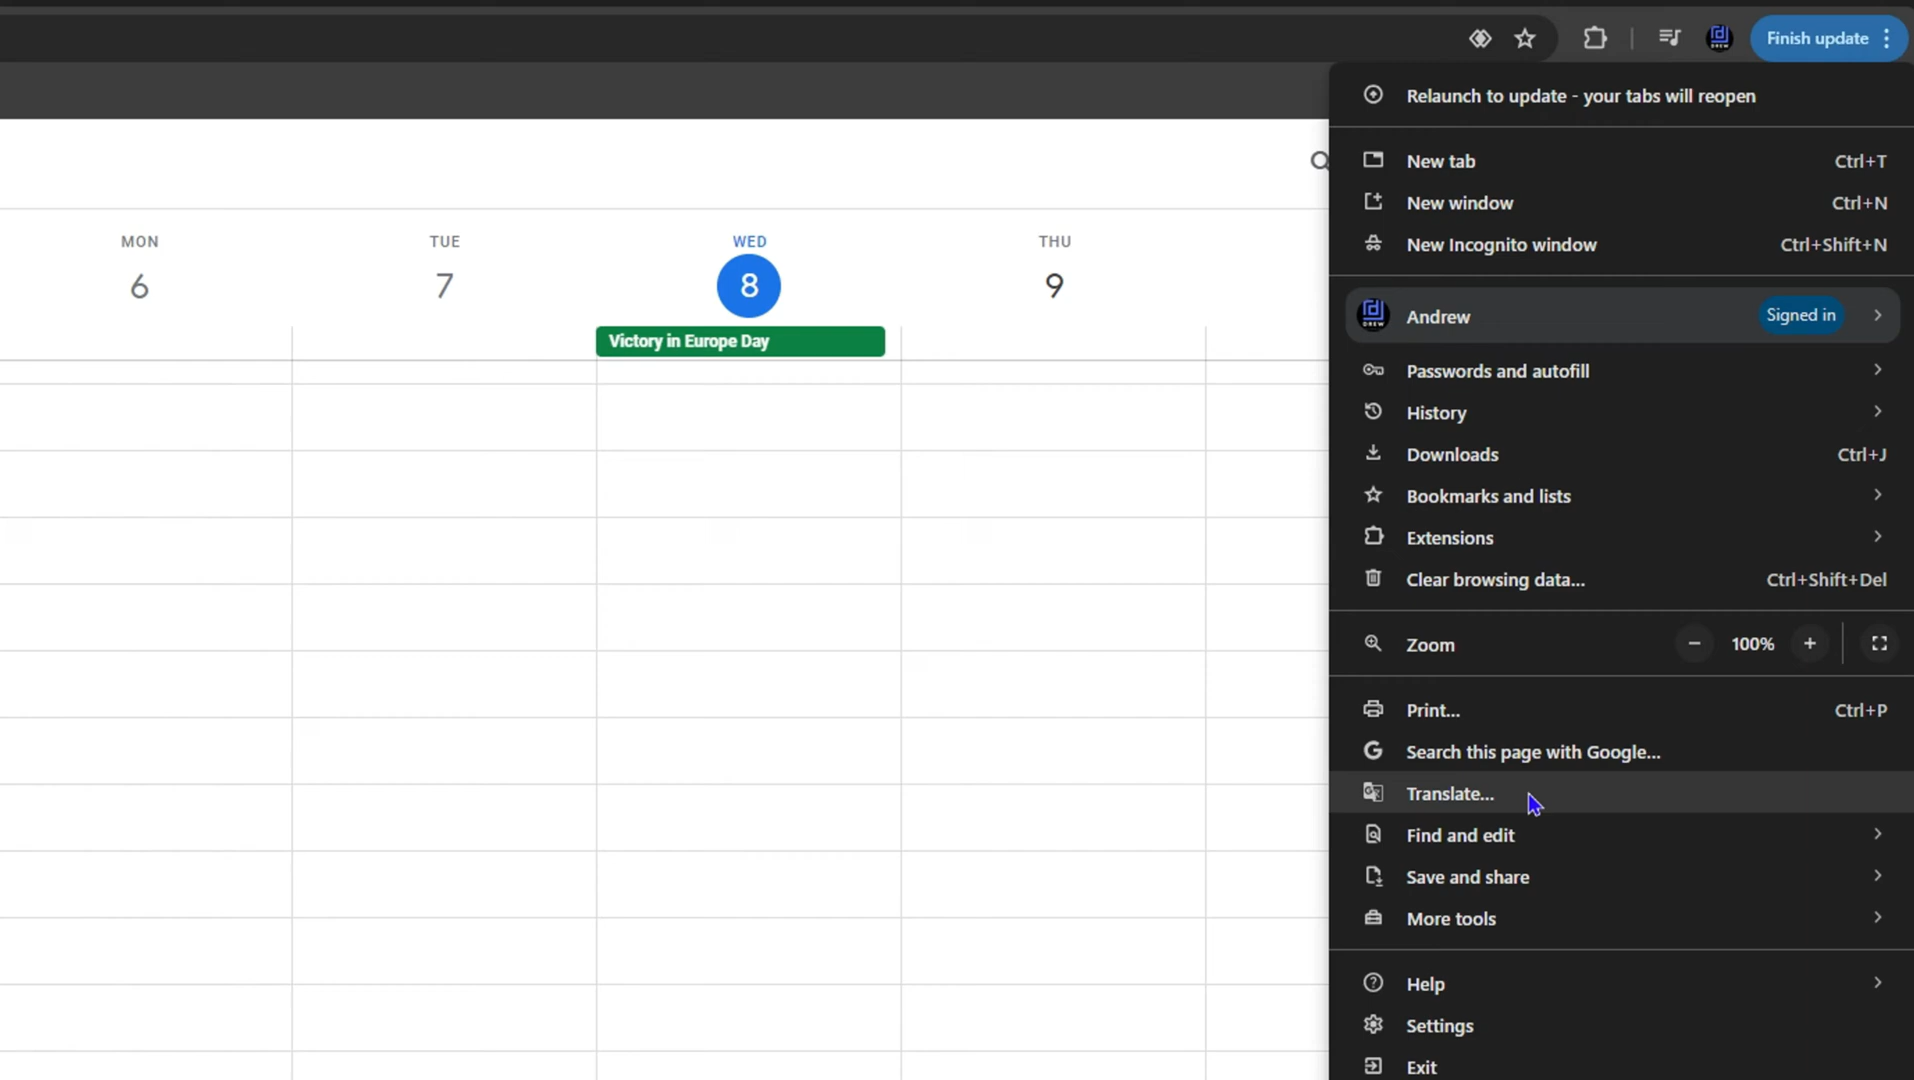 Finish update
Relaunch to update - your tabs will reopen
New tab Ctrl+T
New window Ctrl+N
New Incognito window Ctrl+Shift+N
Andrew Signed in
Passwords and autofill
History
Downloads Ctrl+J
Bookmarks and lists
Extensions
Clear browsing data... Ctrl+Shift+Del
Zoom − 100% +
Print... Ctrl+P
Search this page with Google...
Translate...
Find and edit
Save and share
More tools
Help
Settings
Exit
MON TUE WED THU
6 7 8 9
Victory in Europe Day